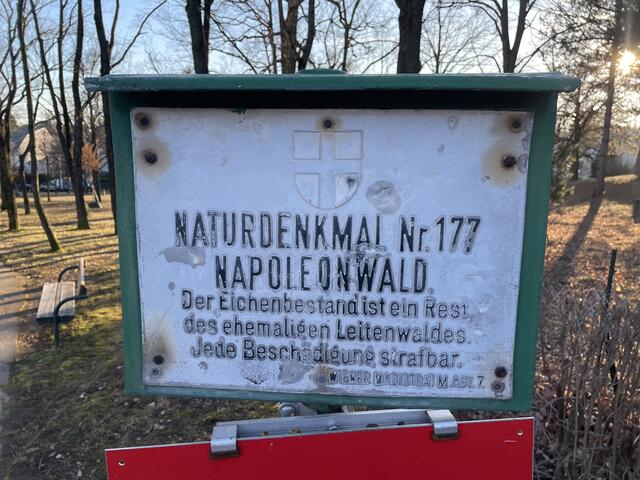 NATURDENKMAL Nr. 177
NAPOLEONWALD.
Der Eichenbestand ist ein Rest
des ehemaligen Leitenwaldes.
Jede Beschädigung strafbar.
WIENER MAGISTRAT M.ABT. 7.